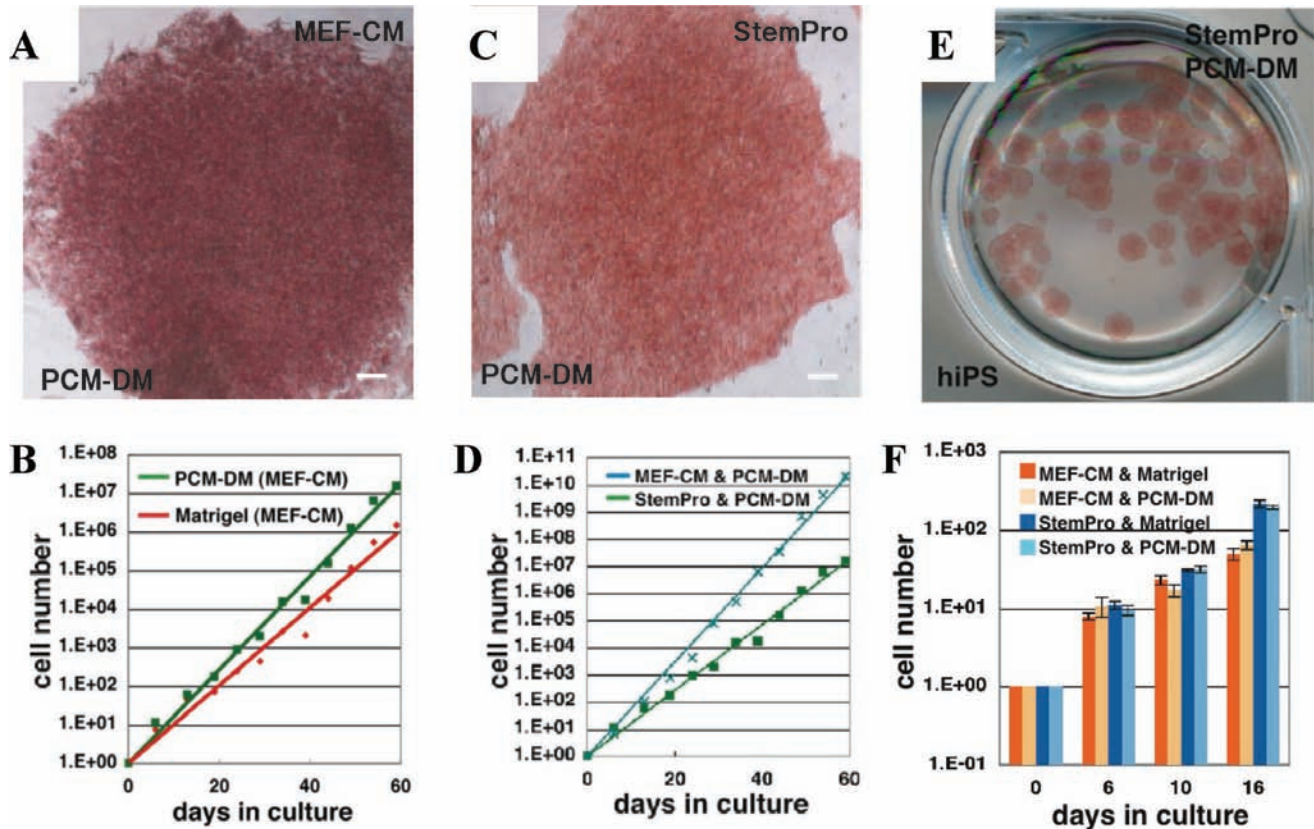 A
MEF-CM
PCM-DM
C
StemPro
PCM-DM
E
StemPro
PCM-DM
hiPS
B
1.E+08
1.E+07
1.E+06
1.E+05
1.E+04
1.E+03
1.E+02
1.E+01
1.E+00
cell number
PCM-DM (MEF-CM)
Matrigel (MEF-CM)
0 20 40 60
days in culture
D
1.E+11
1.E+10
1.E+09
1.E+08
1.E+07
1.E+06
1.E+05
1.E+04
1.E+03
1.E+02
1.E+01
1.E+00
cell number
MEF-CM & PCM-DM
StemPro & PCM-DM
0 20 40 60
days in culture
F
1.E+03
1.E+02
1.E+01
1.E+00
1.E-01
cell number
MEF-CM & Matrigel
MEF-CM & PCM-DM
StemPro & Matrigel
StemPro & PCM-DM
0 6 10 16
days in culture